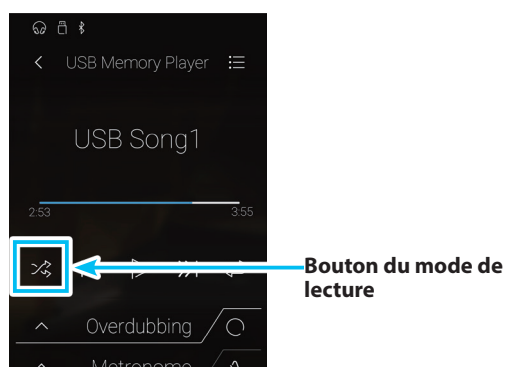 USB Memory Player
USB Song1
2:53 3:55
Bouton du mode de
lecture
Overdubbing
Metronome